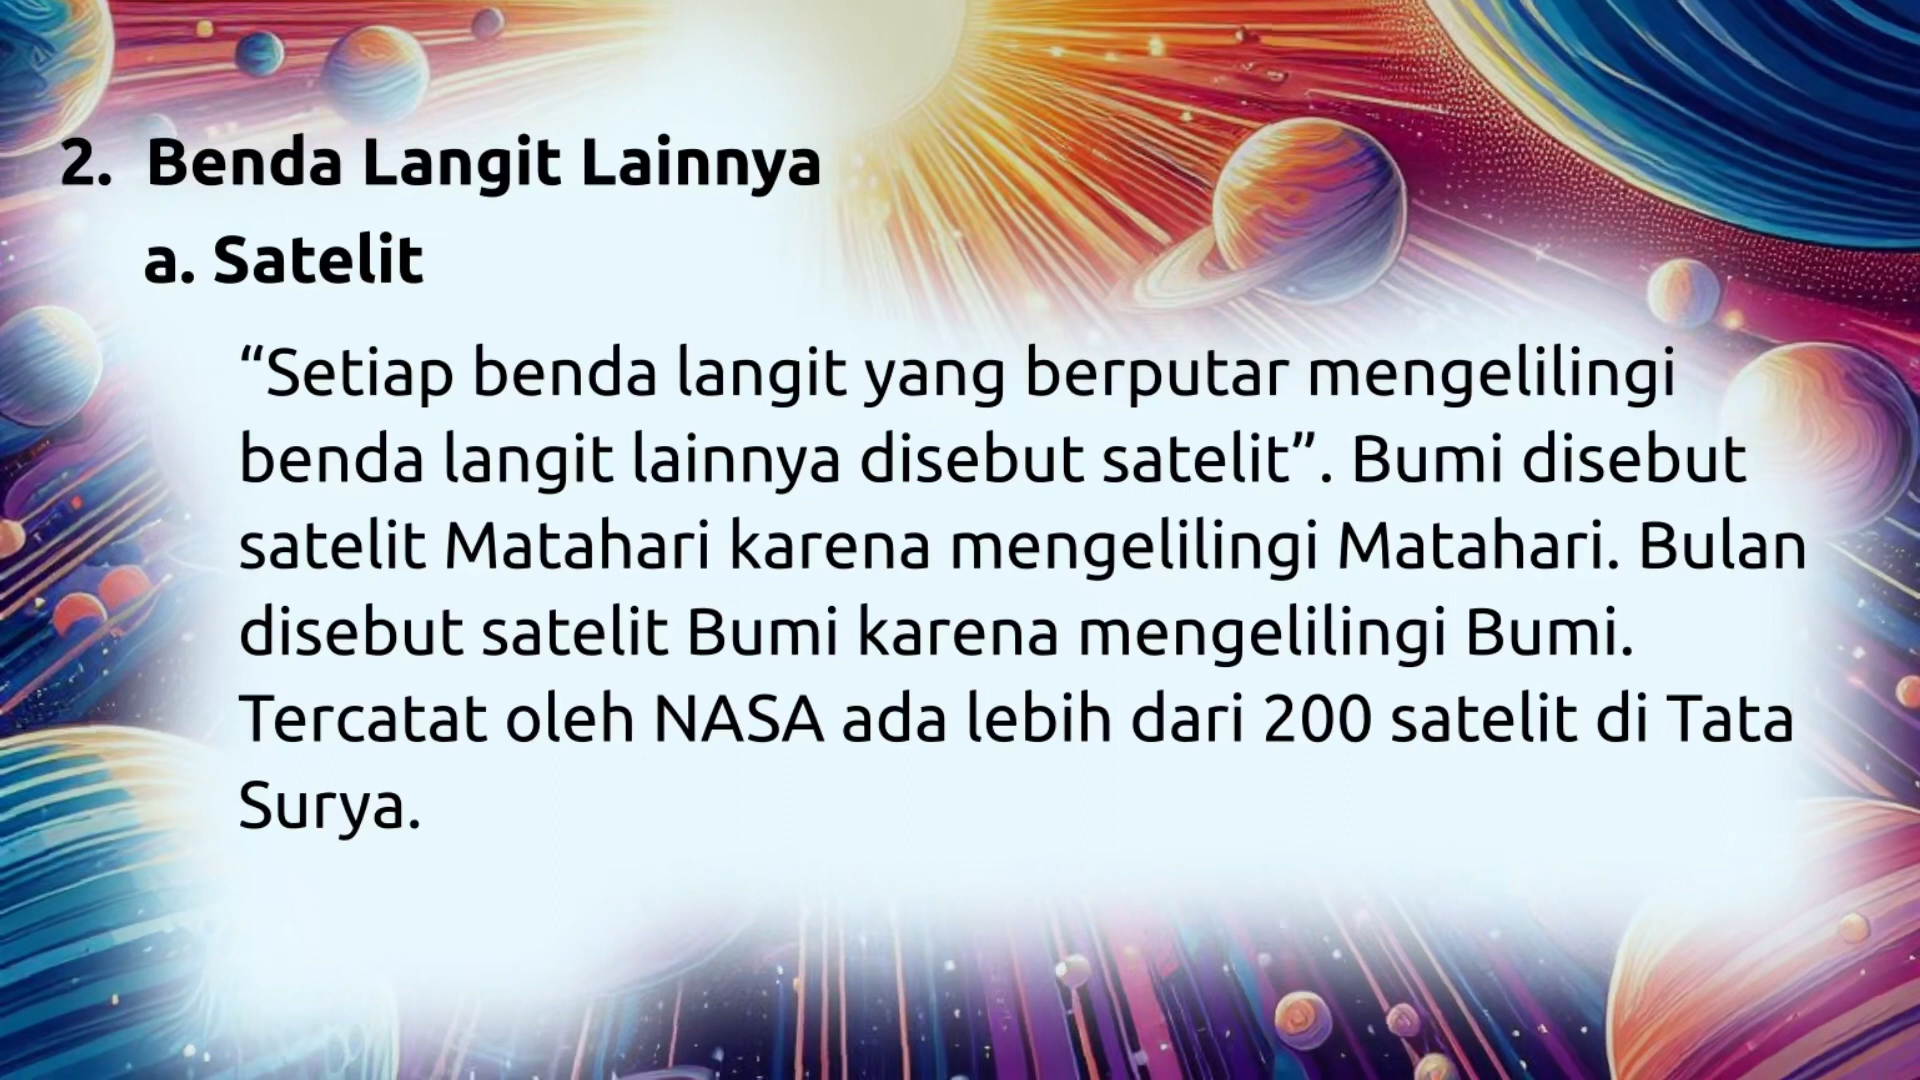 2. Benda Langit Lainnya
a. Satelit
“Setiap benda langit yang berputar mengelilingi
benda langit lainnya disebut satelit”. Bumi disebut
satelit Matahari karena mengelilingi Matahari. Bulan
disebut satelit Bumi karena mengelilingi Bumi.
Tercatat oleh NASA ada lebih dari 200 satelit di Tata
Surya.